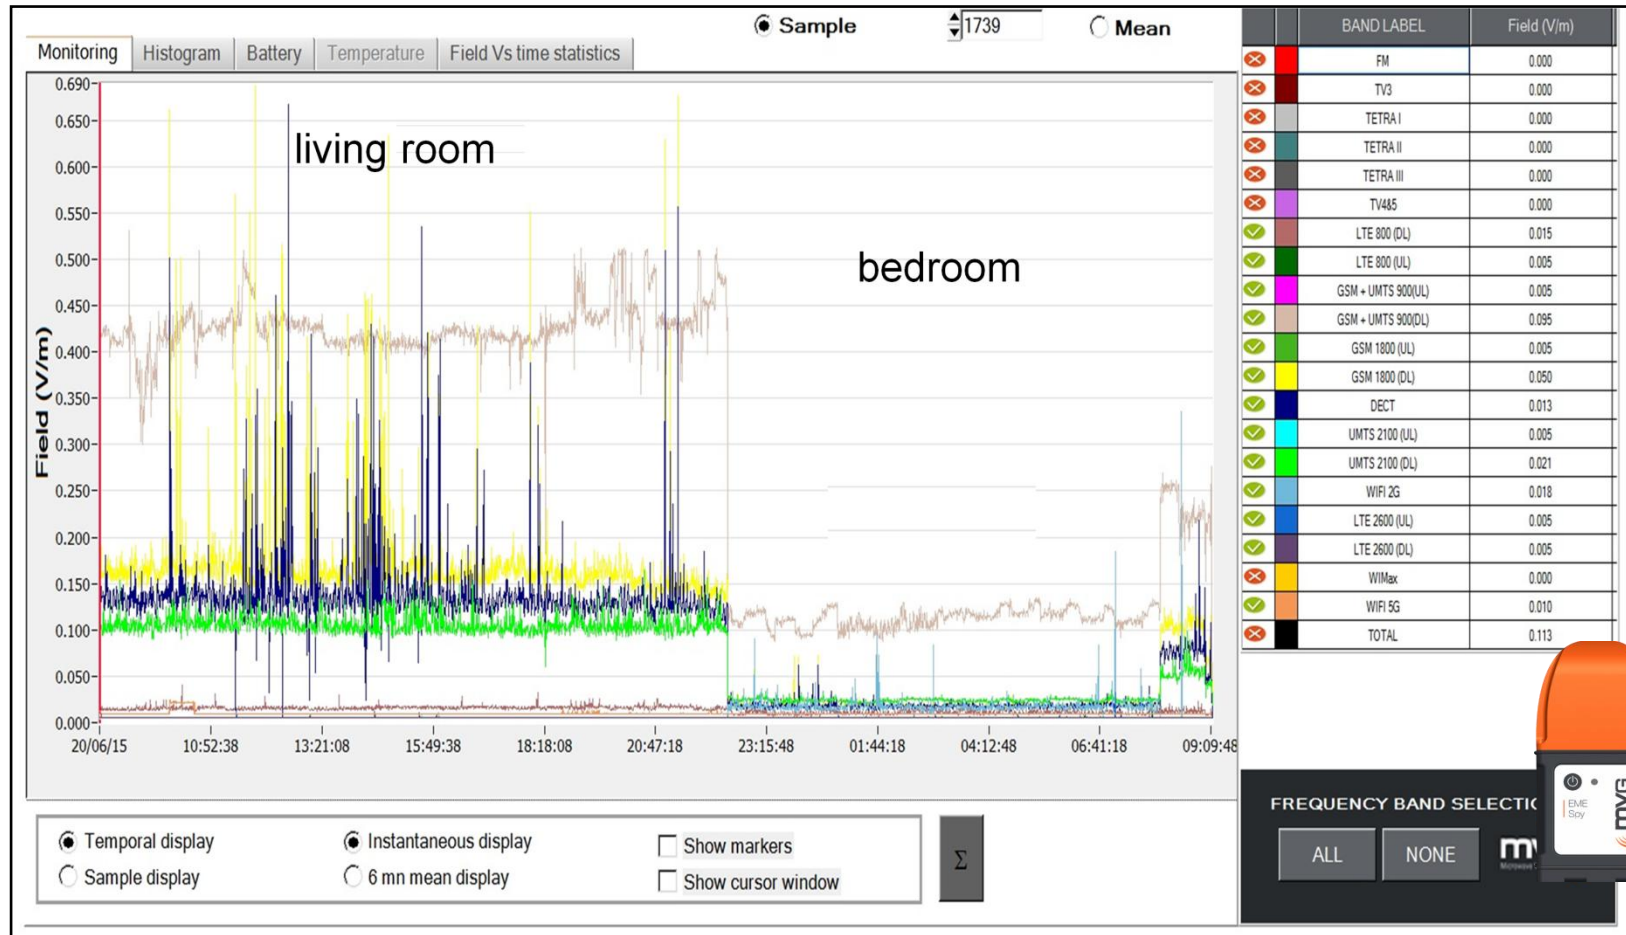 Sample 1739 Mean
Monitoring Histogram Battery Temperature Field Vs time statistics
living room
bedroom
Field (V/m)
0.690
0.650
0.600
0.550
0.500
0.450
0.400
0.350
0.300
0.250
0.200
0.150
0.100
0.050
0.000
20/06/15 10:52:38 13:21:08 15:49:38 18:18:08 20:47:18 23:15:48 01:44:18 04:12:48 06:41:18 09:09:48
Temporal display Instantaneous display Show markers
Sample display 6 mn mean display Show cursor window
Σ
BAND LABEL Field (V/m)
FM 0.000
TV3 0.000
TETRA I 0.000
TETRA II 0.000
TETRA III 0.000
TV4&5 0.000
LTE 800 (DL) 0.015
LTE 800 (UL) 0.005
GSM + UMTS 900(UL) 0.005
GSM + UMTS 900(DL) 0.095
GSM 1800 (UL) 0.005
GSM 1800 (DL) 0.050
DECT 0.013
UMTS 2100 (UL) 0.005
UMTS 2100 (DL) 0.021
WIFI 2G 0.018
LTE 2600 (UL) 0.005
LTE 2600 (DL) 0.005
WIMax 0.000
WIFI 5G 0.010
TOTAL 0.113
FREQUENCY BAND SELECTI
ALL NONE
EME
Spy
mvg